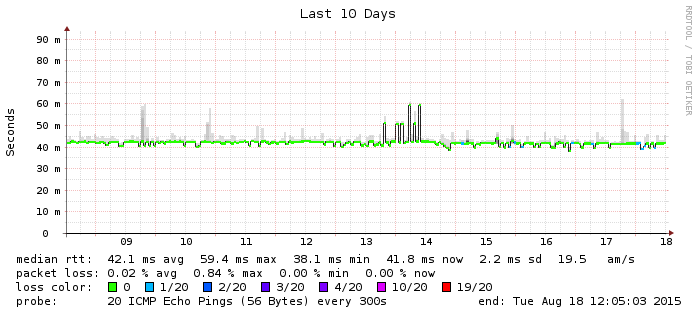 Last 10 Days
RRDTOOL / TOBI OETIKER
Seconds
90 m
80 m
70 m
60 m
50 m
40 m
30 m
20 m
10 m
0
09 10 11 12 13 14 15 16 17 18
median rtt: 42.1 ms avg 59.4 ms max 38.1 ms min 41.8 ms now 2.2 ms sd 19.5 am/s
packet loss: 0.02 % avg 0.84 % max 0.00 % min 0.00 % now
loss color: 0 1/20 2/20 3/20 4/20 10/20 19/20
probe: 20 ICMP Echo Pings (56 Bytes) every 300s end: Tue Aug 18 12:05:03 2015